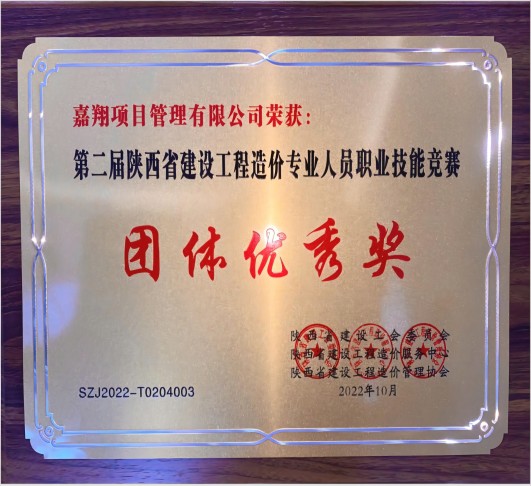 嘉翔项目管理有限公司荣获：
第二届陕西省建设工程造价专业人员职业技能竞赛
团体优秀奖
陕西省建设工会委员会
陕西省建设工程造价服务中心
陕西省建设工程造价管理协会
SZJ2022-T0204003
2022年10月